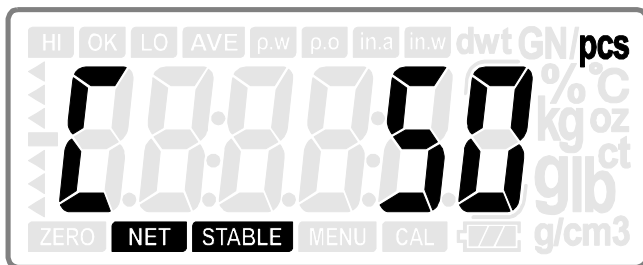 HI OK LO AVE p.w p.o in.a in.w dwt GN/ pcs
C 50
% °C
kg oz
ct
g lb
ZERO NET STABLE MENU CAL g/cm3